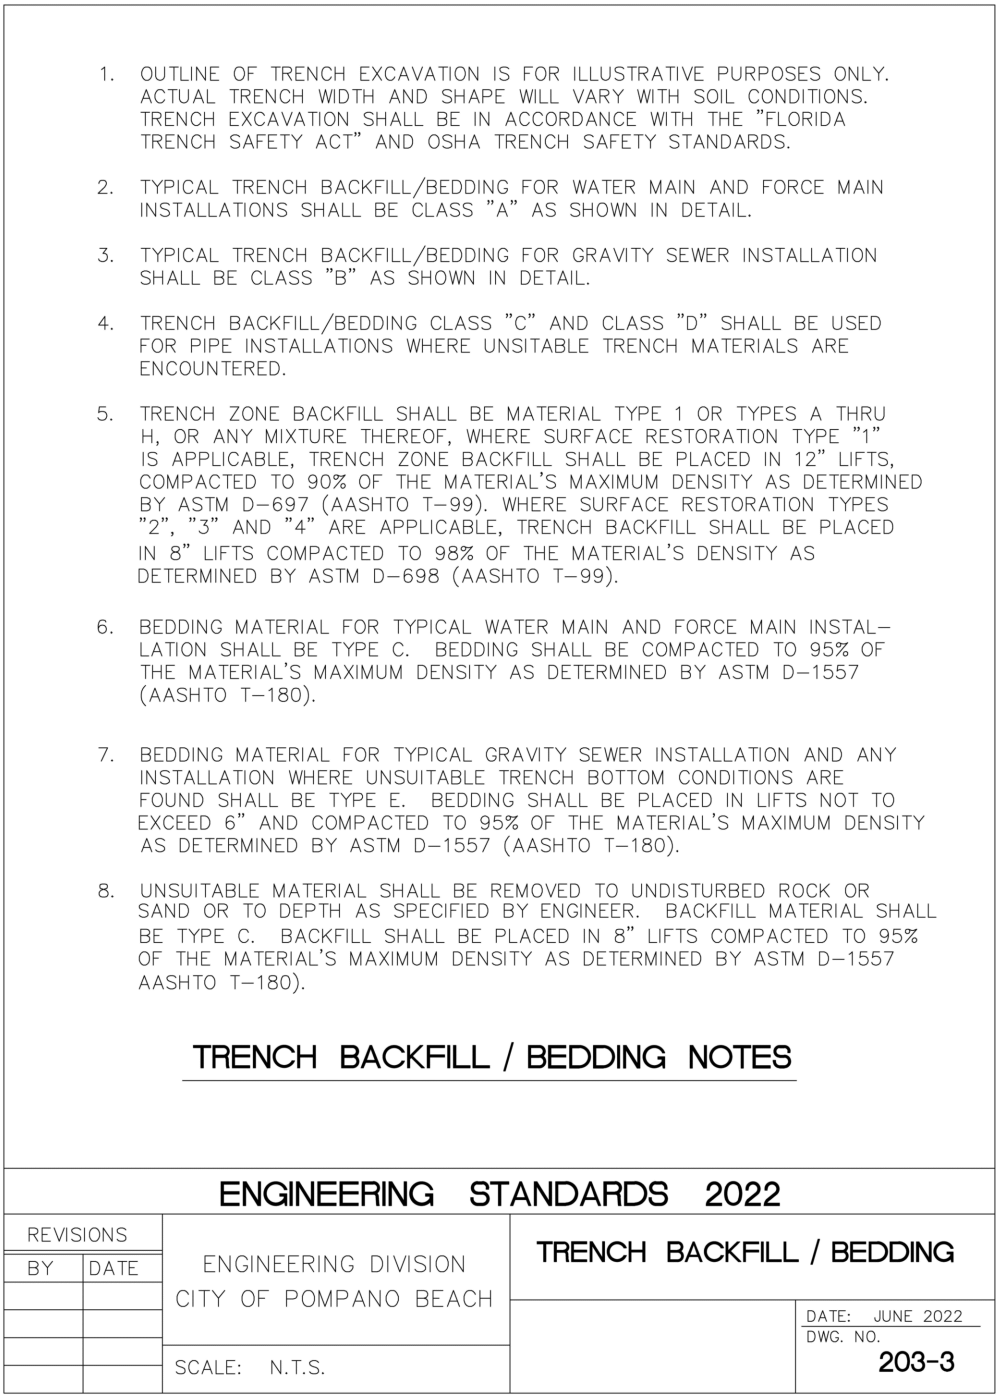 1. OUTLINE OF TRENCH EXCAVATION IS FOR ILLUSTRATIVE PURPOSES ONLY.
ACTUAL TRENCH WIDTH AND SHAPE WILL VARY WITH SOIL CONDITIONS.
TRENCH EXCAVATION SHALL BE IN ACCORDANCE WITH THE "FLORIDA
TRENCH SAFETY ACT" AND OSHA TRENCH SAFETY STANDARDS.
2. TYPICAL TRENCH BACKFILL/BEDDING FOR WATER MAIN AND FORCE MAIN
INSTALLATIONS SHALL BE CLASS "A" AS SHOWN IN DETAIL.
3. TYPICAL TRENCH BACKFILL/BEDDING FOR GRAVITY SEWER INSTALLATION
SHALL BE CLASS "B" AS SHOWN IN DETAIL.
4. TRENCH BACKFILL/BEDDING CLASS "C" AND CLASS "D" SHALL BE USED
FOR PIPE INSTALLATIONS WHERE UNSITABLE TRENCH MATERIALS ARE
ENCOUNTERED.
5. TRENCH ZONE BACKFILL SHALL BE MATERIAL TYPE 1 OR TYPES A THRU
H, OR ANY MIXTURE THEREOF, WHERE SURFACE RESTORATION TYPE "1"
IS APPLICABLE, TRENCH ZONE BACKFILL SHALL BE PLACED IN 12" LIFTS,
COMPACTED TO 90% OF THE MATERIAL'S MAXIMUM DENSITY AS DETERMINED
BY ASTM D-697 (AASHTO T-99). WHERE SURFACE RESTORATION TYPES
"2", "3" AND "4" ARE APPLICABLE, TRENCH BACKFILL SHALL BE PLACED
IN 8" LIFTS COMPACTED TO 98% OF THE MATERIAL'S DENSITY AS
DETERMINED BY ASTM D-698 (AASHTO T-99).
6. BEDDING MATERIAL FOR TYPICAL WATER MAIN AND FORCE MAIN INSTAL-
LATION SHALL BE TYPE C. BEDDING SHALL BE COMPACTED TO 95% OF
THE MATERIAL'S MAXIMUM DENSITY AS DETERMINED BY ASTM D-1557
(AASHTO T-180).
7. BEDDING MATERIAL FOR TYPICAL GRAVITY SEWER INSTALLATION AND ANY
INSTALLATION WHERE UNSUITABLE TRENCH BOTTOM CONDITIONS ARE
FOUND SHALL BE TYPE E. BEDDING SHALL BE PLACED IN LIFTS NOT TO
EXCEED 6" AND COMPACTED TO 95% OF THE MATERIAL'S MAXIMUM DENSITY
AS DETERMINED BY ASTM D-1557 (AASHTO T-180).
8. UNSUITABLE MATERIAL SHALL BE REMOVED TO UNDISTURBED ROCK OR
SAND OR TO DEPTH AS SPECIFIED BY ENGINEER. BACKFILL MATERIAL SHALL
BE TYPE C. BACKFILL SHALL BE PLACED IN 8" LIFTS COMPACTED TO 95%
OF THE MATERIAL'S MAXIMUM DENSITY AS DETERMINED BY ASTM D-1557
AASHTO T-180).
TRENCH BACKFILL / BEDDING NOTES
ENGINEERING STANDARDS 2022
REVISIONS
BY DATE
ENGINEERING DIVISION
CITY OF POMPANO BEACH
SCALE: N.T.S.
TRENCH BACKFILL / BEDDING
DATE: JUNE 2022
DWG. NO.
203-3